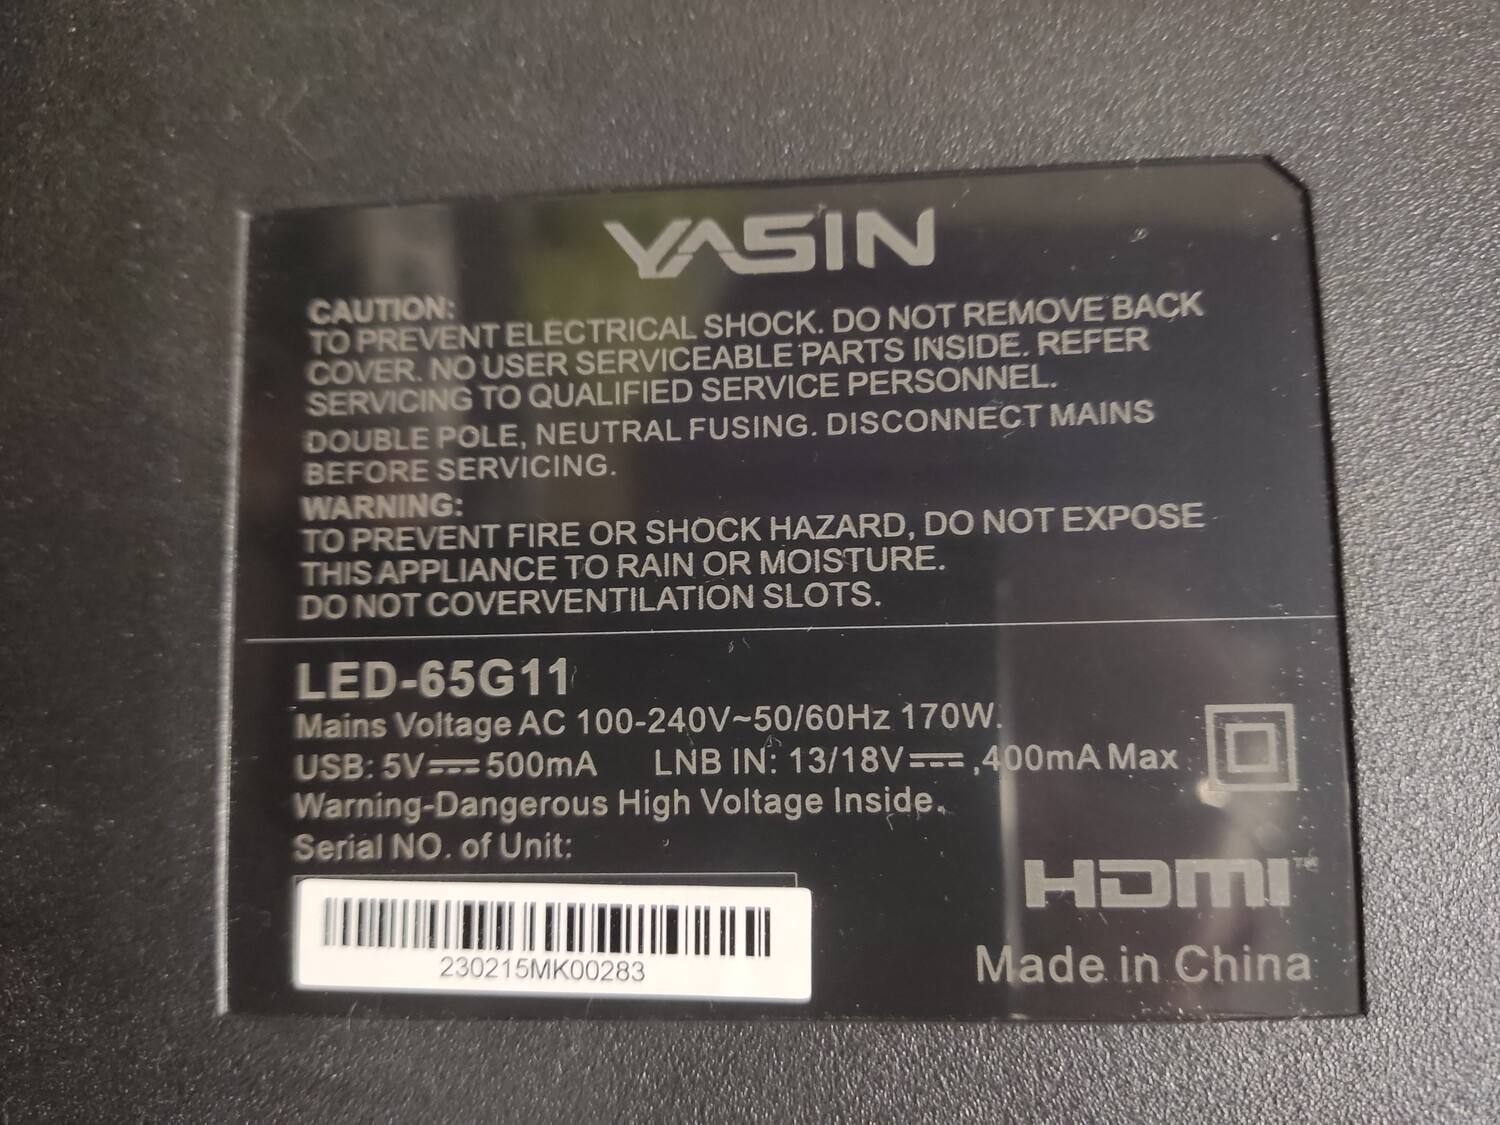 YASIN
CAUTION:
TO PREVENT ELECTRICAL SHOCK. DO NOT REMOVE BACK
COVER. NO USER SERVICEABLE PARTS INSIDE. REFER
SERVICING TO QUALIFIED SERVICE PERSONNEL.
DOUBLE POLE, NEUTRAL FUSING. DISCONNECT MAINS
BEFORE SERVICING.
WARNING:
TO PREVENT FIRE OR SHOCK HAZARD, DO NOT EXPOSE
THIS APPLIANCE TO RAIN OR MOISTURE.
DO NOT COVERVENTILATION SLOTS.
LED-65G11
Mains Voltage AC 100-240V~50/60Hz 170W.
USB: 5V⎓500mA LNB IN: 13/18V⎓,400mA Max
Warning-Dangerous High Voltage Inside.
Serial NO. of Unit:
230215MK00283
HDMI™
Made in China